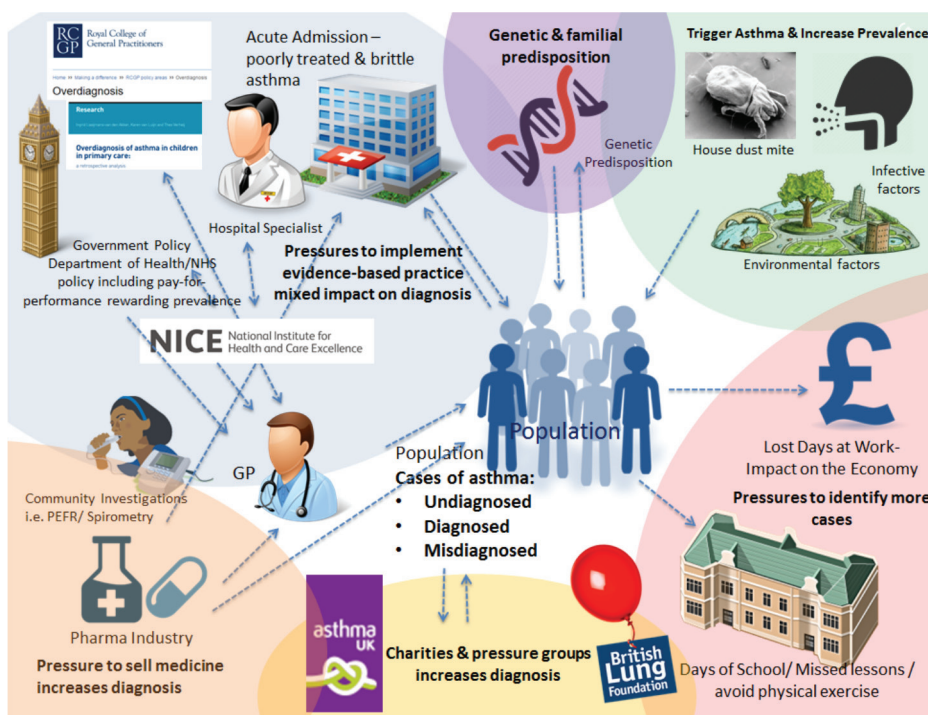 RC
GP
Royal College of
General Practitioners
Overdiagnosis
Research
Overdiagnosis of asthma in children
in primary care:
a retrospective analysis
Acute Admission –
poorly treated & brittle
asthma
Hospital Specialist
Government Policy
Department of Health/NHS
policy including pay-for-
performance rewarding prevalence
Pressures to implement
evidence-based practice
mixed impact on diagnosis
NICE
National Institute for
Health and Care Excellence
Genetic & familial
predisposition
Genetic
Predisposition
Trigger Asthma & Increase Prevalence
House dust mite
Infective
factors
Environmental factors
GP
Community Investigations
i.e. PEFR/ Spirometry
Population
Population
Cases of asthma:
• Undiagnosed
• Diagnosed
• Misdiagnosed
£
Lost Days at Work-
Impact on the Economy
Pressures to identify more
cases
Days of School/ Missed lessons /
avoid physical exercise
Pharma Industry
Pressure to sell medicine
increases diagnosis
asthma
UK
Charities & pressure groups
increases diagnosis
British
Lung
Foundation